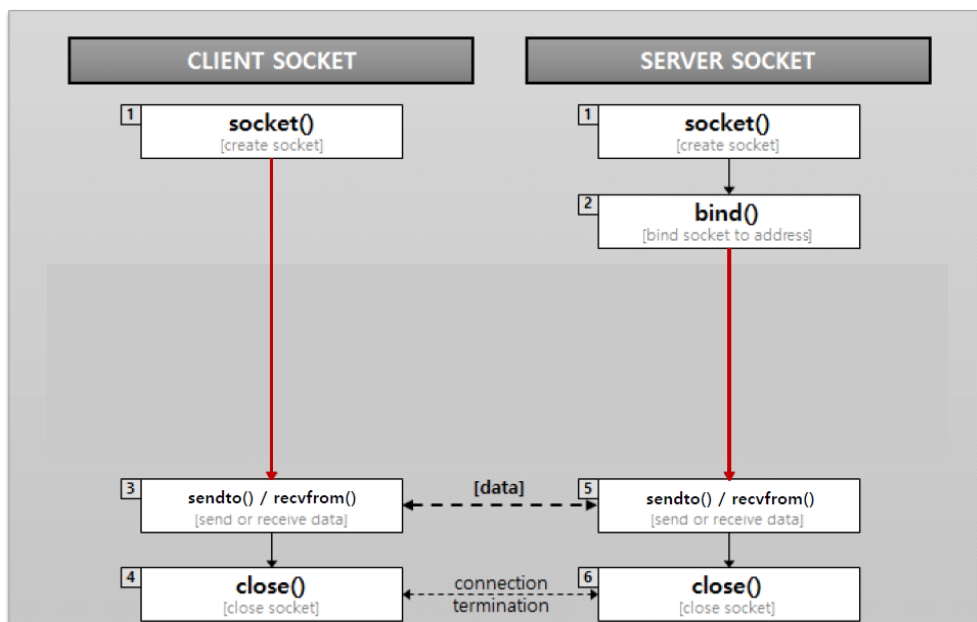 CLIENT SOCKET
SERVER SOCKET
1
socket()
[create socket]
1
socket()
[create socket]
2
bind()
[bind socket to address]
3
sendto() / recvfrom()
[send or receive data]
[data]
5
sendto() / recvfrom()
[send or receive data]
4
close()
[close socket]
connection
termination
6
close()
[close socket]